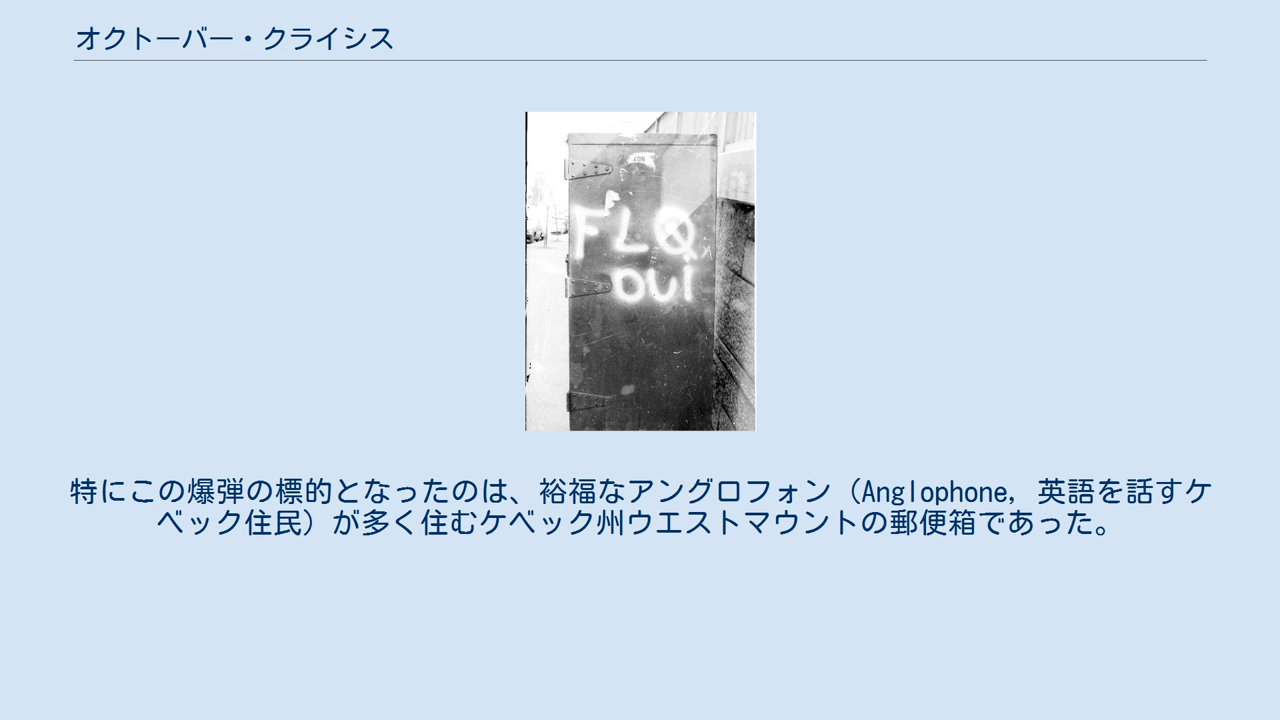 オクトーバー・クライシス
FLQ
oui
特にこの爆弾の標的となったのは、裕福なアングロフォン（Anglophone, 英語を話すケ
ベック住民）が多く住むケベック州ウエストマウントの郵便箱であった。